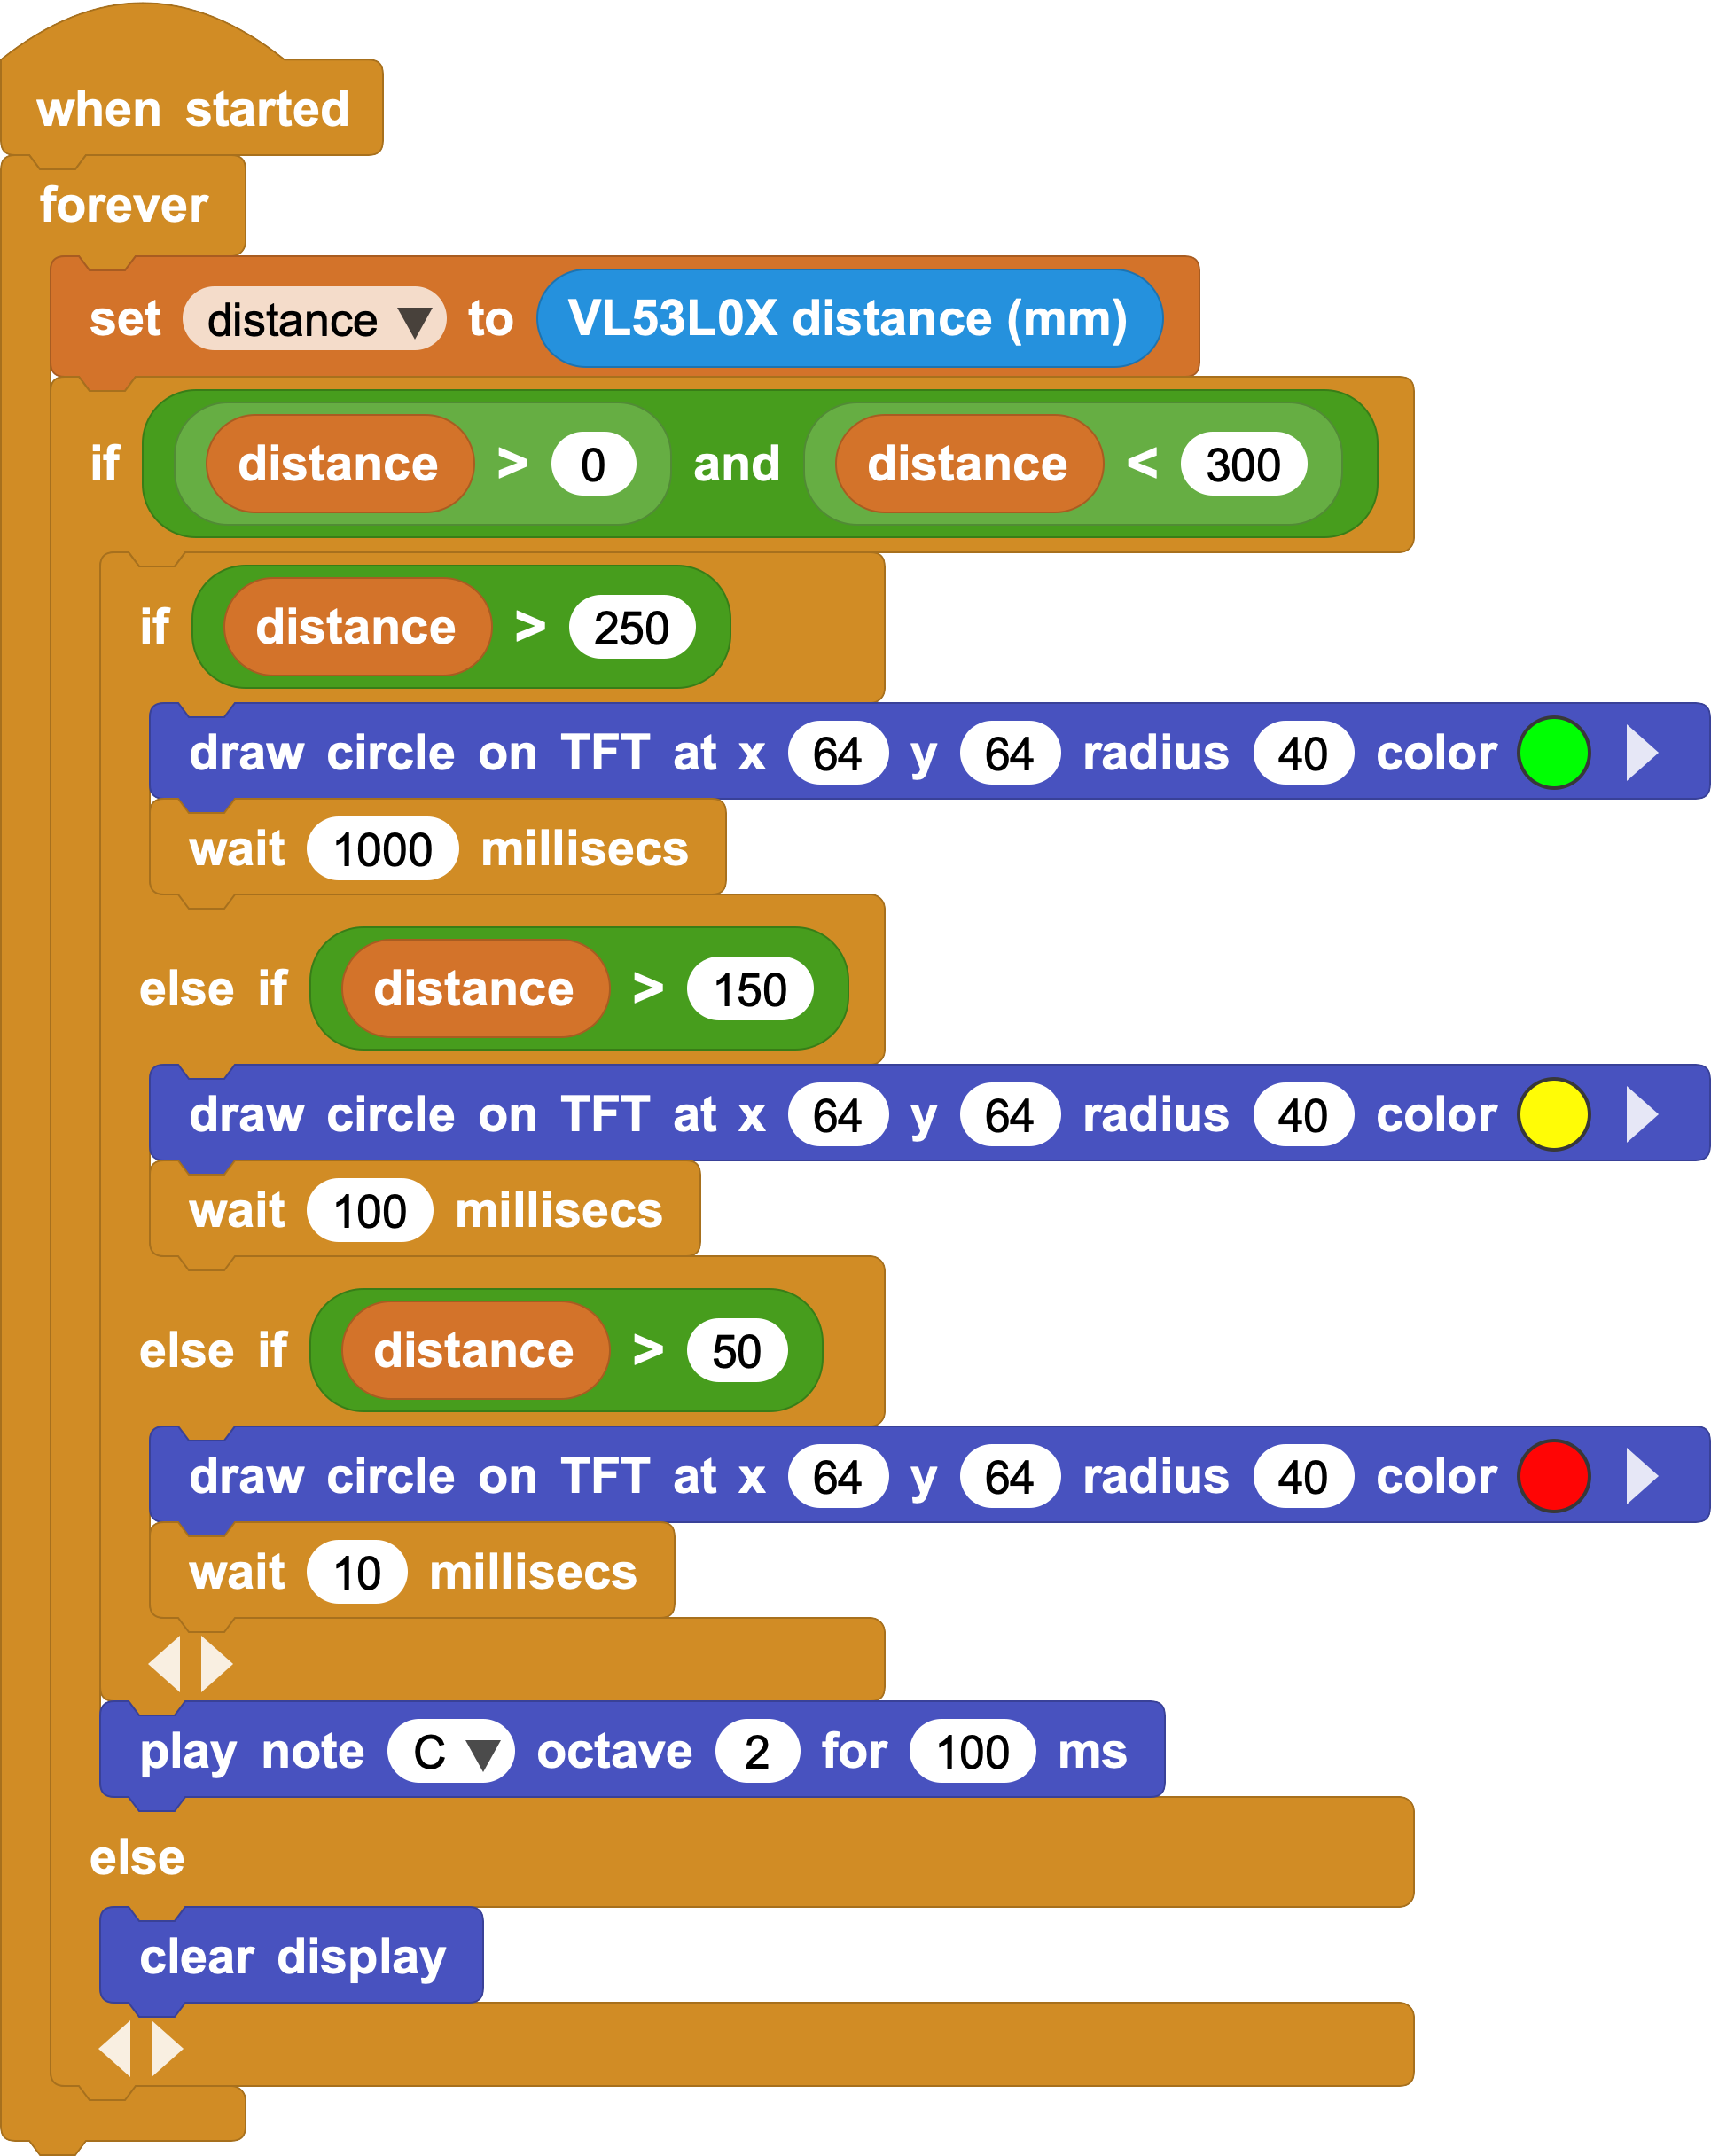 when started
forever
set distance to VL53L0X distance (mm)
if distance > 0 and distance < 300
if distance > 250
draw circle on TFT at x 64 y 64 radius 40 color
wait 1000 millisecs
else if distance > 150
draw circle on TFT at x 64 y 64 radius 40 color
wait 100 millisecs
else if distance > 50
draw circle on TFT at x 64 y 64 radius 40 color
wait 10 millisecs
play note C octave 2 for 100 ms
else
clear display